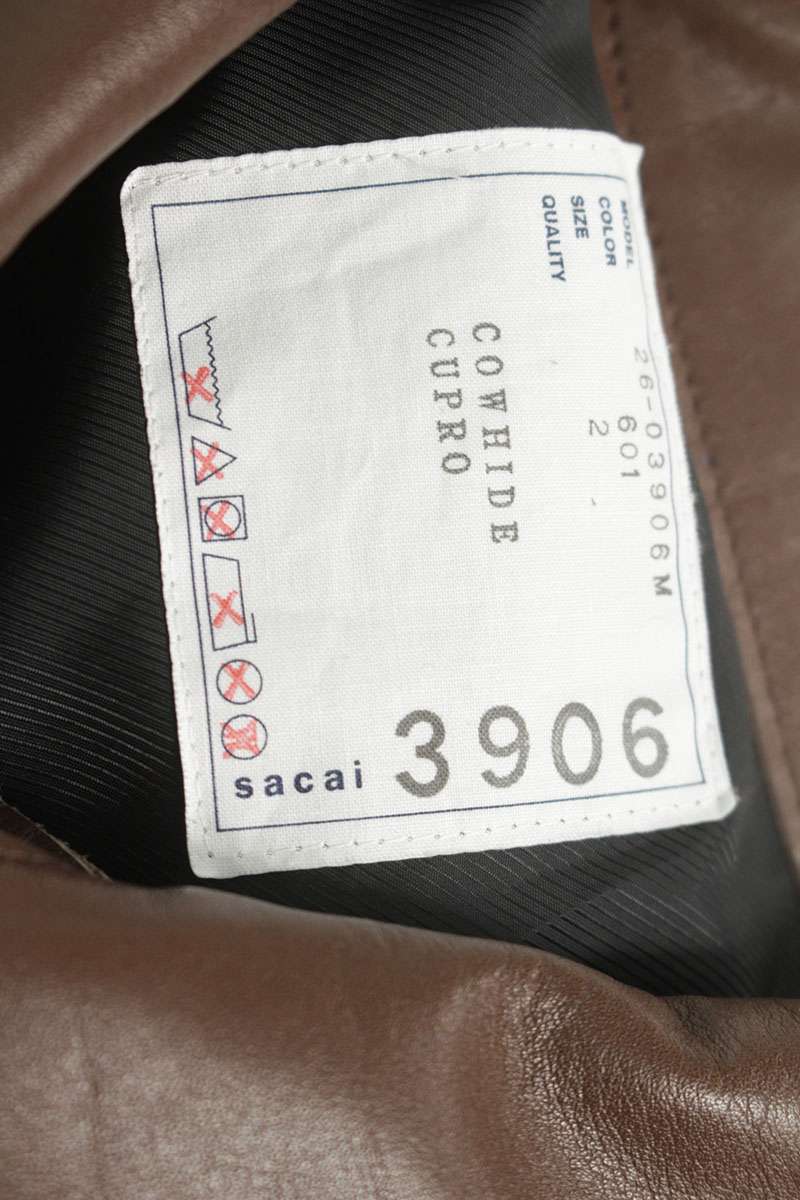 MODEL 26-03906M
COLOR 601
SIZE 2
QUALITY
COWHIDE
CUPRO
3906
sacai